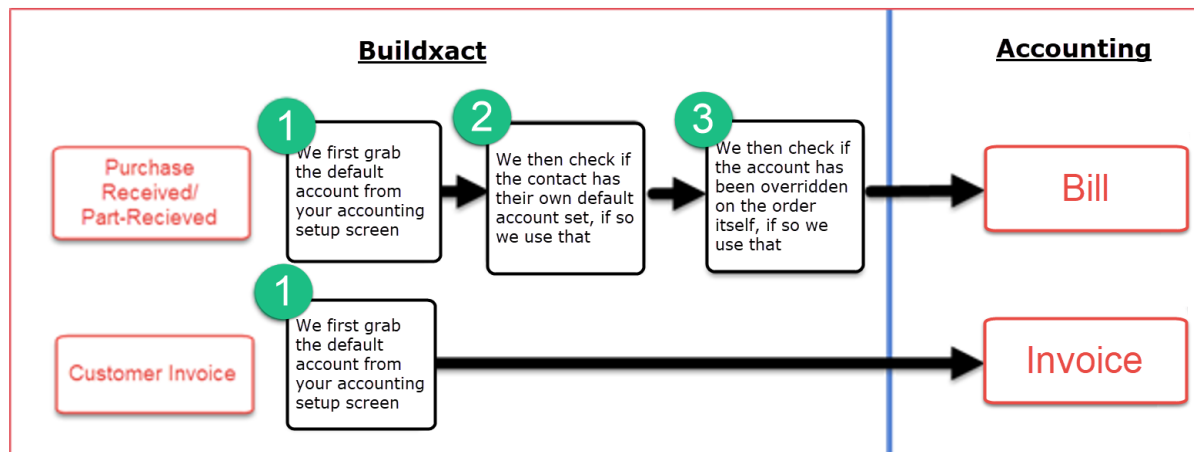 Buildxact
Accounting
Purchase
Received/
Part-Recieved
1
We first grab
the default
account from
your accounting
setup screen
2
We then check if
the contact has
their own default
account set, if so
we use that
3
We then check if
the account has
been overridden
on the order
itself, if so we
use that
Bill
Customer Invoice
1
We first grab
the default
account from
your accounting
setup screen
Invoice